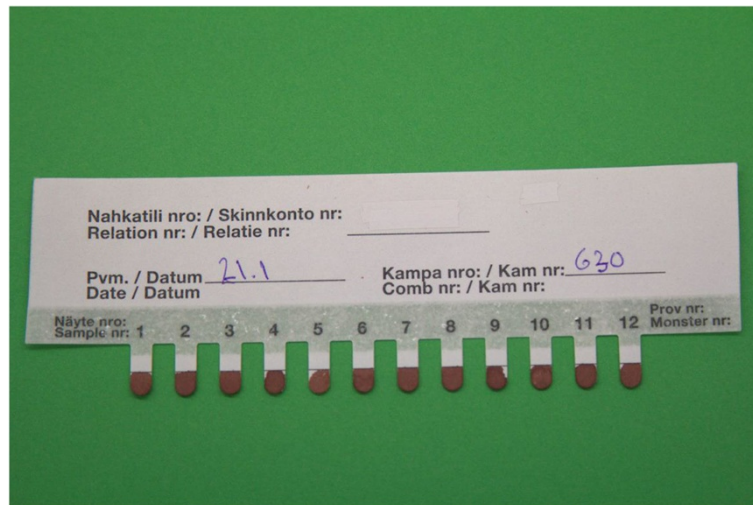 Nahkatili nro: / Skinnkonto nr:
Relation nr: / Relatie nr:
Pvm. / Datum 21.1 Kampa nro: / Kam nr: 630
Date / Datum Comb nr: / Kam nr:
Näyte nro: Prov nr:
Sample nr: 1 2 3 4 5 6 7 8 9 10 11 12 Monster nr: